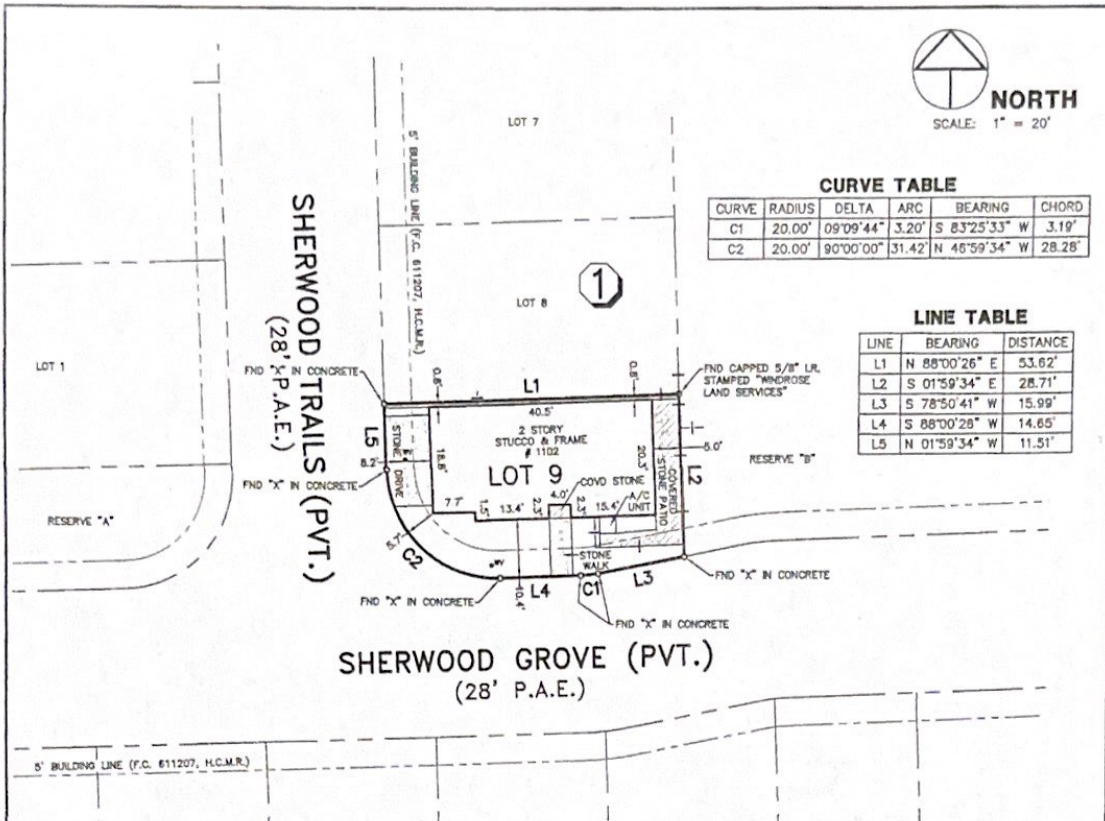 NORTH
SCALE: 1" = 20'
LOT 7
CURVE TABLE
CURVE RADIUS DELTA ARC BEARING CHORD
C1 20.00' 09°09'44" 3.20' S 83°25'33" W 3.19'
C2 20.00' 90°00'00" 31.42' N 46°59'34" W 28.28'
5' BUILDING LINE (F.C. 611207, H.C.M.R.)
SHERWOOD TRAILS (PVT.)
(28' P.A.E.)
1
LOT 8
LINE TABLE
LINE BEARING DISTANCE
L1 N 88°00'26" E 53.62'
L2 S 01°59'34" E 28.71'
L3 S 78°50'41" W 15.99'
L4 S 88°00'26" W 14.65'
L5 N 01°59'34" W 11.51'
LOT 1
FND "X" IN CONCRETE
0.8'
L1
0.8'
FND CAPPED 5/8" I.R.
STAMPED "WINDROSE
LAND SERVICES"
40.5'
2 STORY
STUCCO & FRAME
# 1102
LOT 9
L5
STONE DRIVE
8.2'
18.8'
20.3'
COVERED
STONE PATIO
L2
5.0'
RESERVE "B"
FND "X" IN CONCRETE
COVD STONE
A/C
UNIT
7.7'
1.5'
13.4'
2.3'
4.0'
2.3'
15.4'
RESERVE "A"
5.7'
C2
WV
STONE
WALK
FND "X" IN CONCRETE
10.4'
L4
C1
L3
FND "X" IN CONCRETE
FND "X" IN CONCRETE
SHERWOOD GROVE (PVT.)
(28' P.A.E.)
5' BUILDING LINE (F.C. 611207, H.C.M.R.)